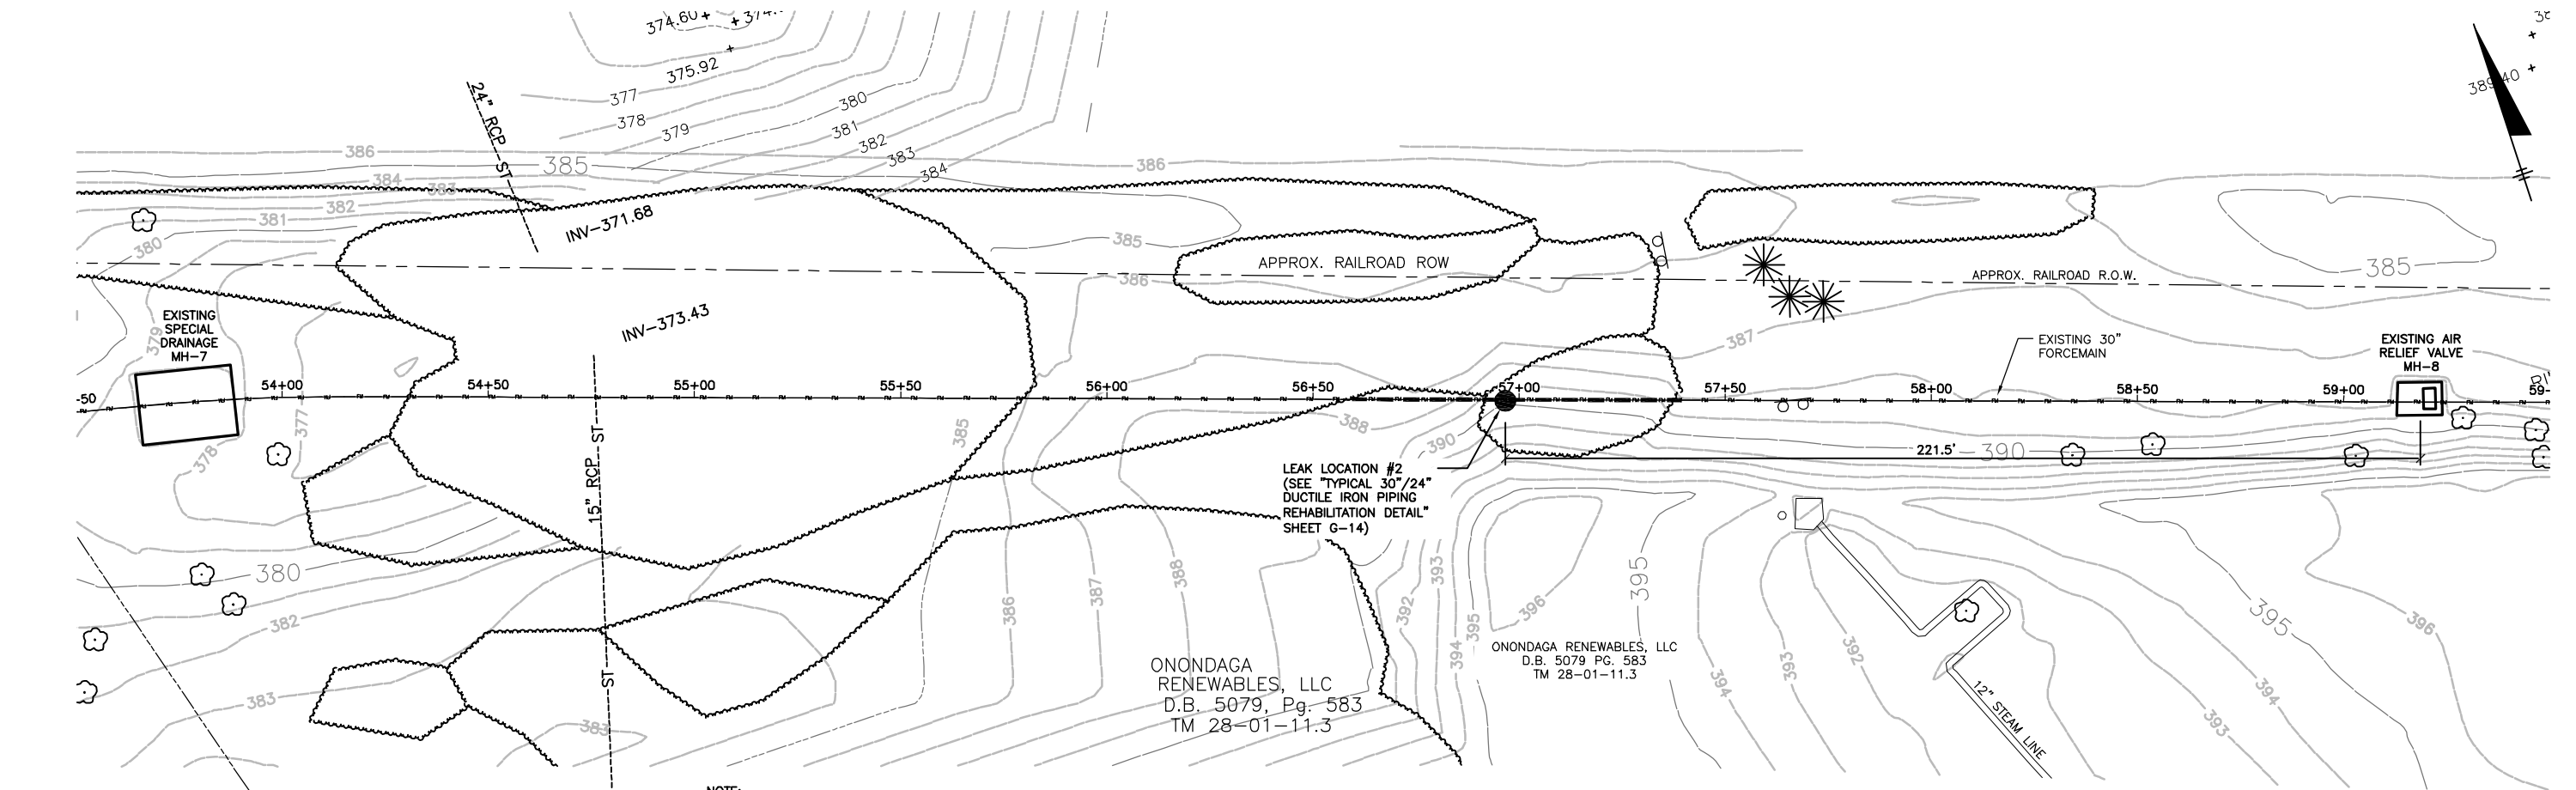 374.60
375.92
377
378
379
380
381
382
383
384
24" RCP
ST
386
385
384
383
382
381
380
386
385
386
INV-371.68
INV-373.43
APPROX. RAILROAD ROW
APPROX. RAILROAD R.O.W.
389.40
385
387
EXISTING
SPECIAL
DRAINAGE
MH-7
379
378
377
-50
54+00
54+50
55+00
55+50
56+00
56+50
57+00
57+50
58+00
58+50
59+00
59-
EXISTING 30"
FORCEMAIN
EXISTING AIR
RELIEF VALVE
MH-8
385
388
390
221.5'
390
LEAK LOCATION #2
(SEE "TYPICAL 30"/24"
DUCTILE IRON PIPING
REHABILITATION DETAIL"
SHEET G-14)
ST
15" RCP
ST
380
382
383
383
386
387
388
392
393
394
395
396
395
394
393
392
395
396
394
393
ONONDAGA
RENEWABLES, LLC
D.B. 5079, Pg. 583
TM 28-01-11.3
ONONDAGA RENEWABLES, LLC
D.B. 5079 PG. 583
TM 28-01-11.3
12" STEAM LINE
NOTE: